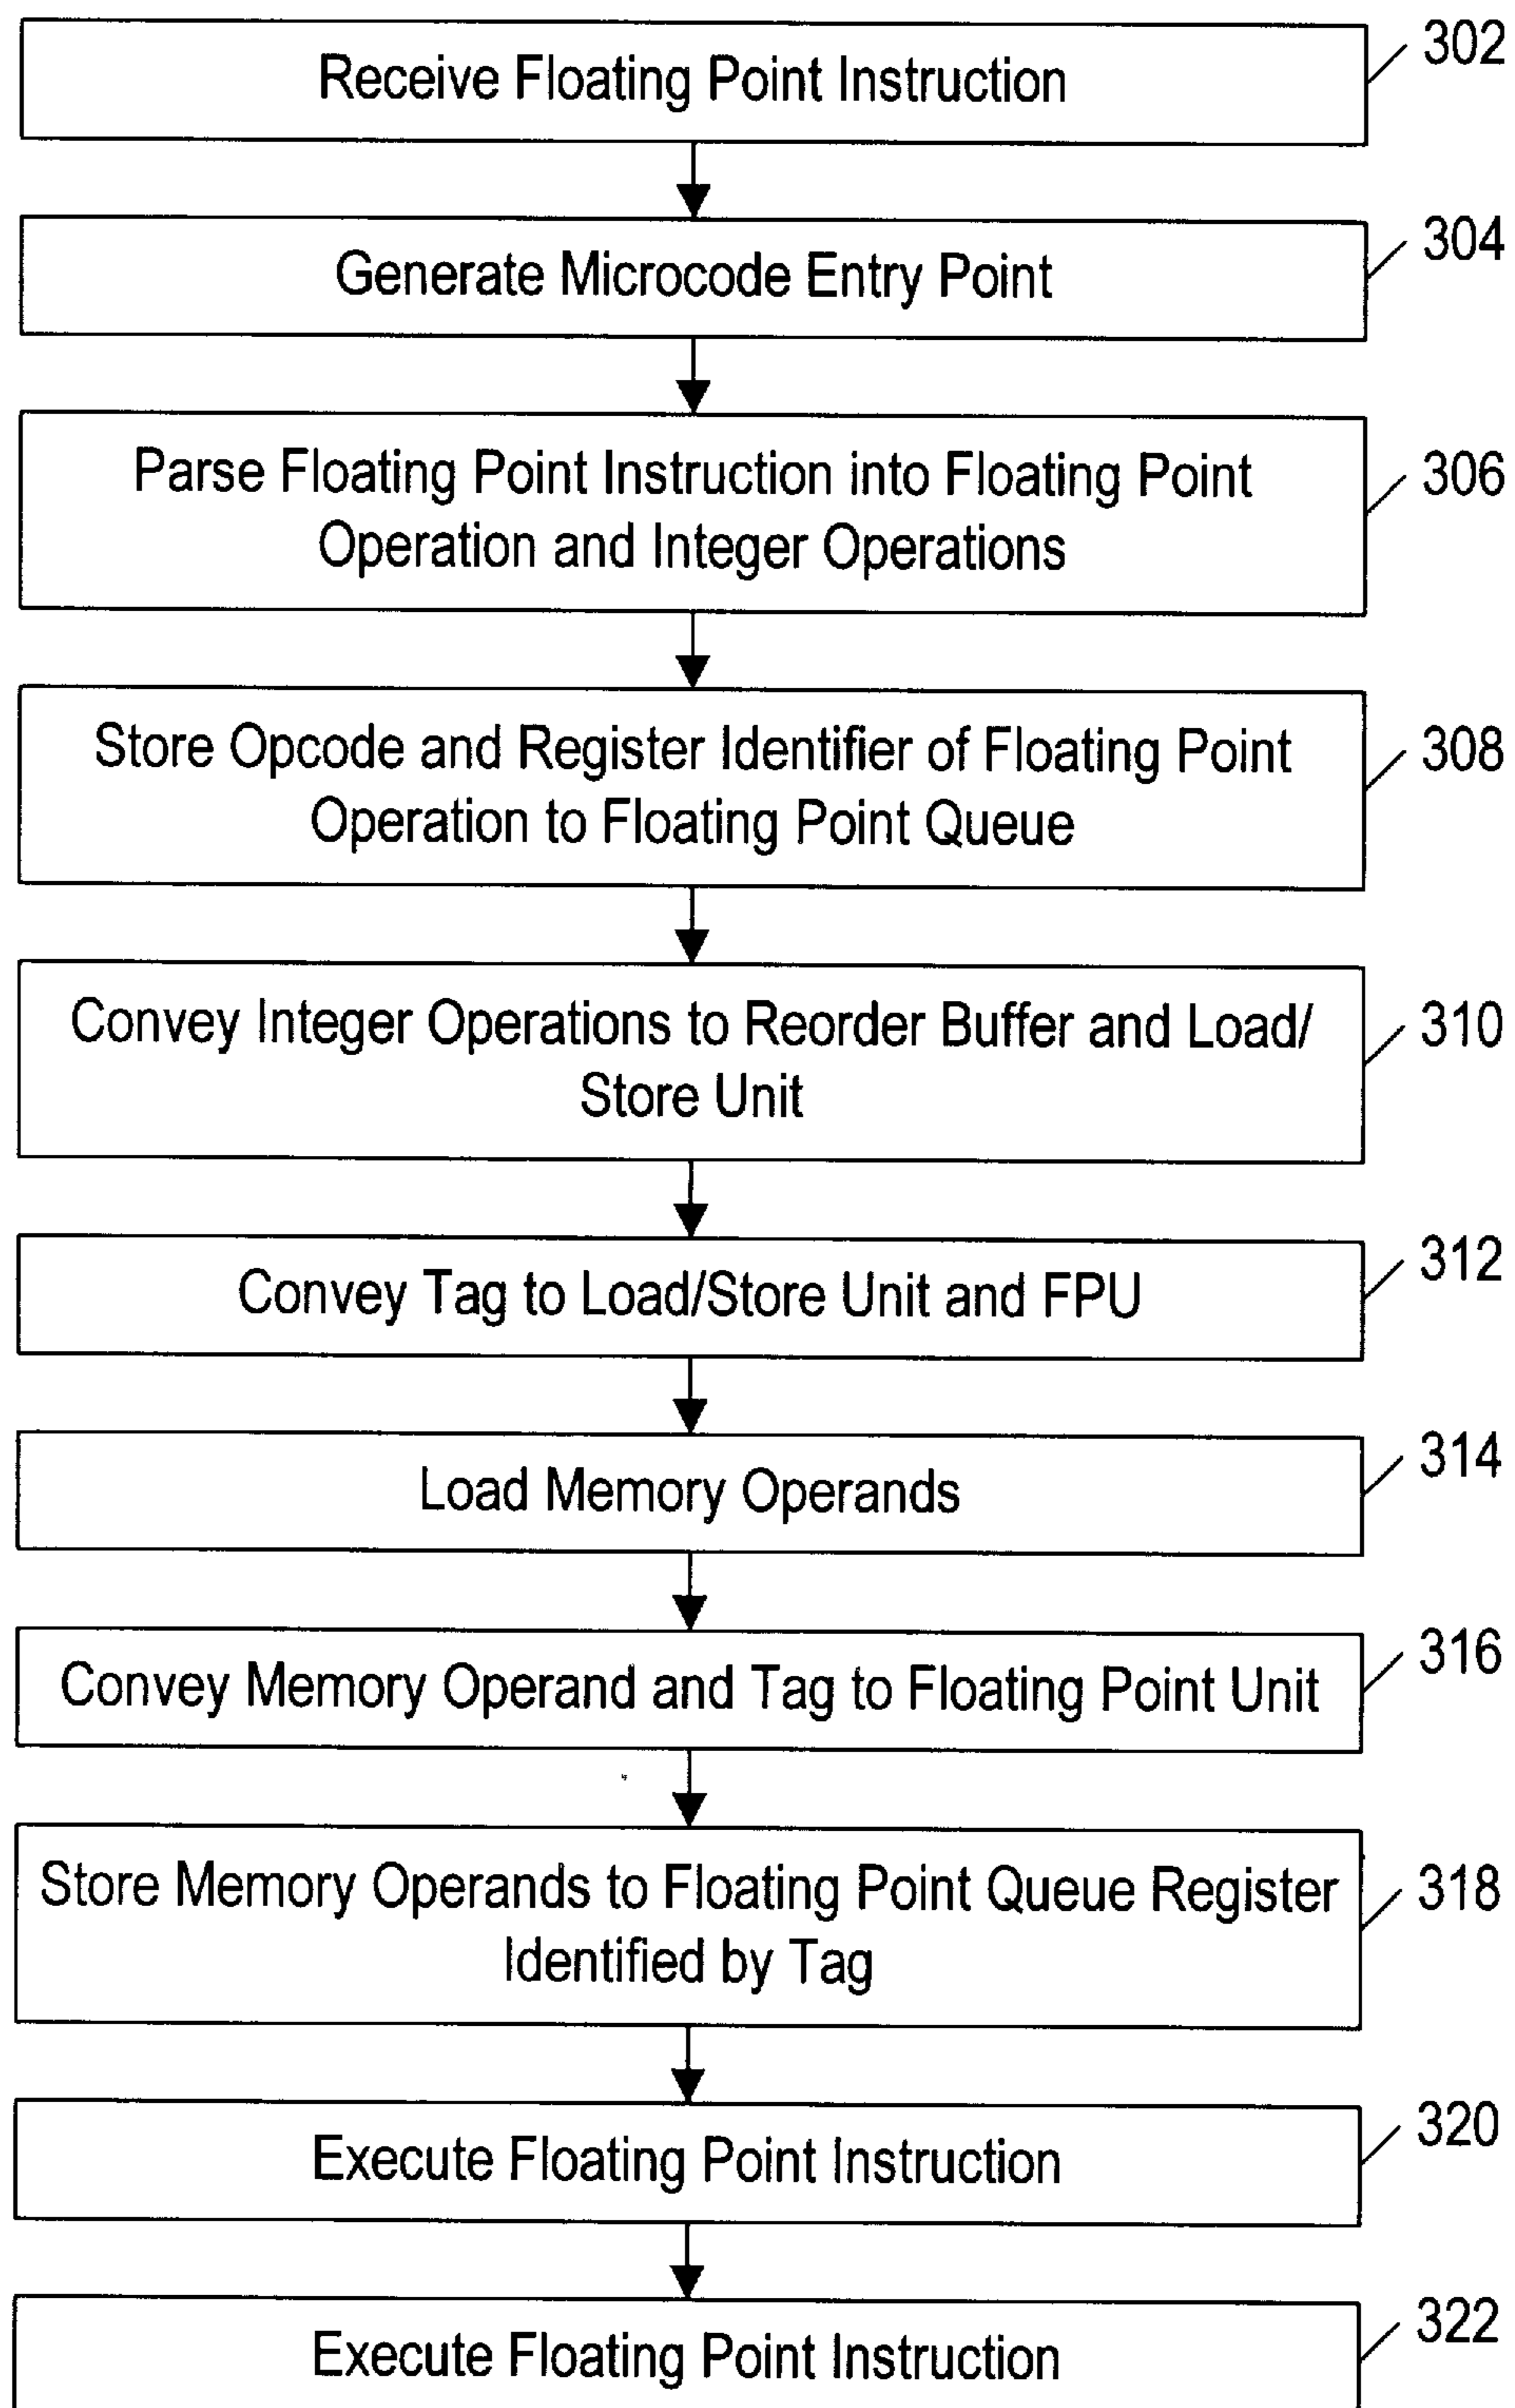 Receive Floating Point Instruction
302
Generate Microcode Entry Point
304
Parse Floating Point Instruction into Floating Point
Operation and Integer Operations
306
Store Opcode and Register Identifier of Floating Point
Operation to Floating Point Queue
308
Convey Integer Operations to Reorder Buffer and Load/
Store Unit
310
Convey Tag to Load/Store Unit and FPU
312
Load Memory Operands
314
Convey Memory Operand and Tag to Floating Point Unit
316
Store Memory Operands to Floating Point Queue Register
Identified by Tag
318
Execute Floating Point Instruction
320
Execute Floating Point Instruction
322